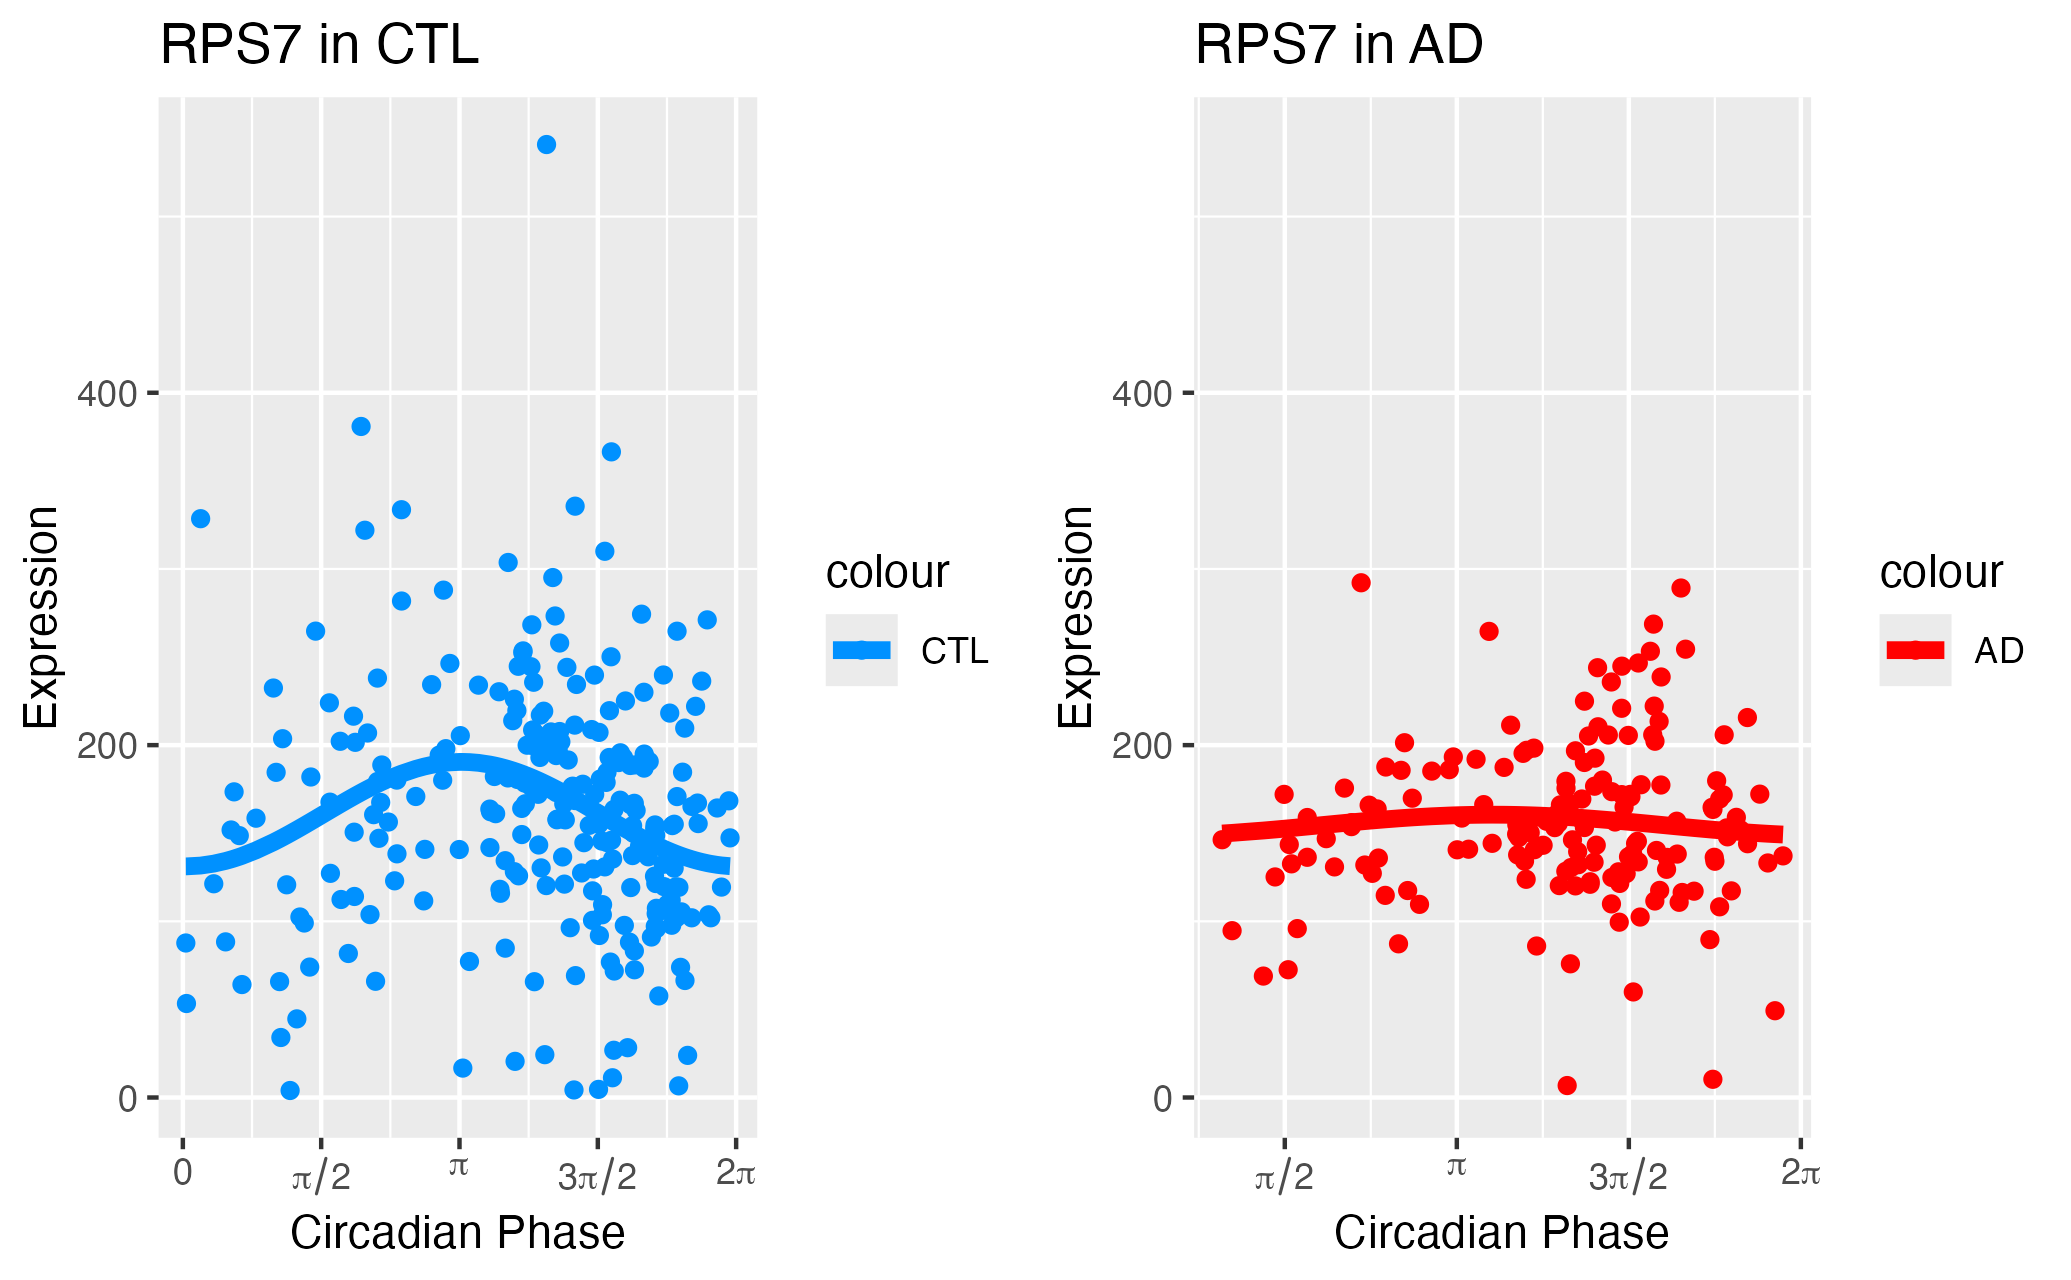 RPS7 in CTL
400
200
0
Expression
0 π/2 π 3π/2 2π
Circadian Phase
colour
CTL
RPS7 in AD
400
200
0
Expression
π/2 π 3π/2 2π
Circadian Phase
colour
AD